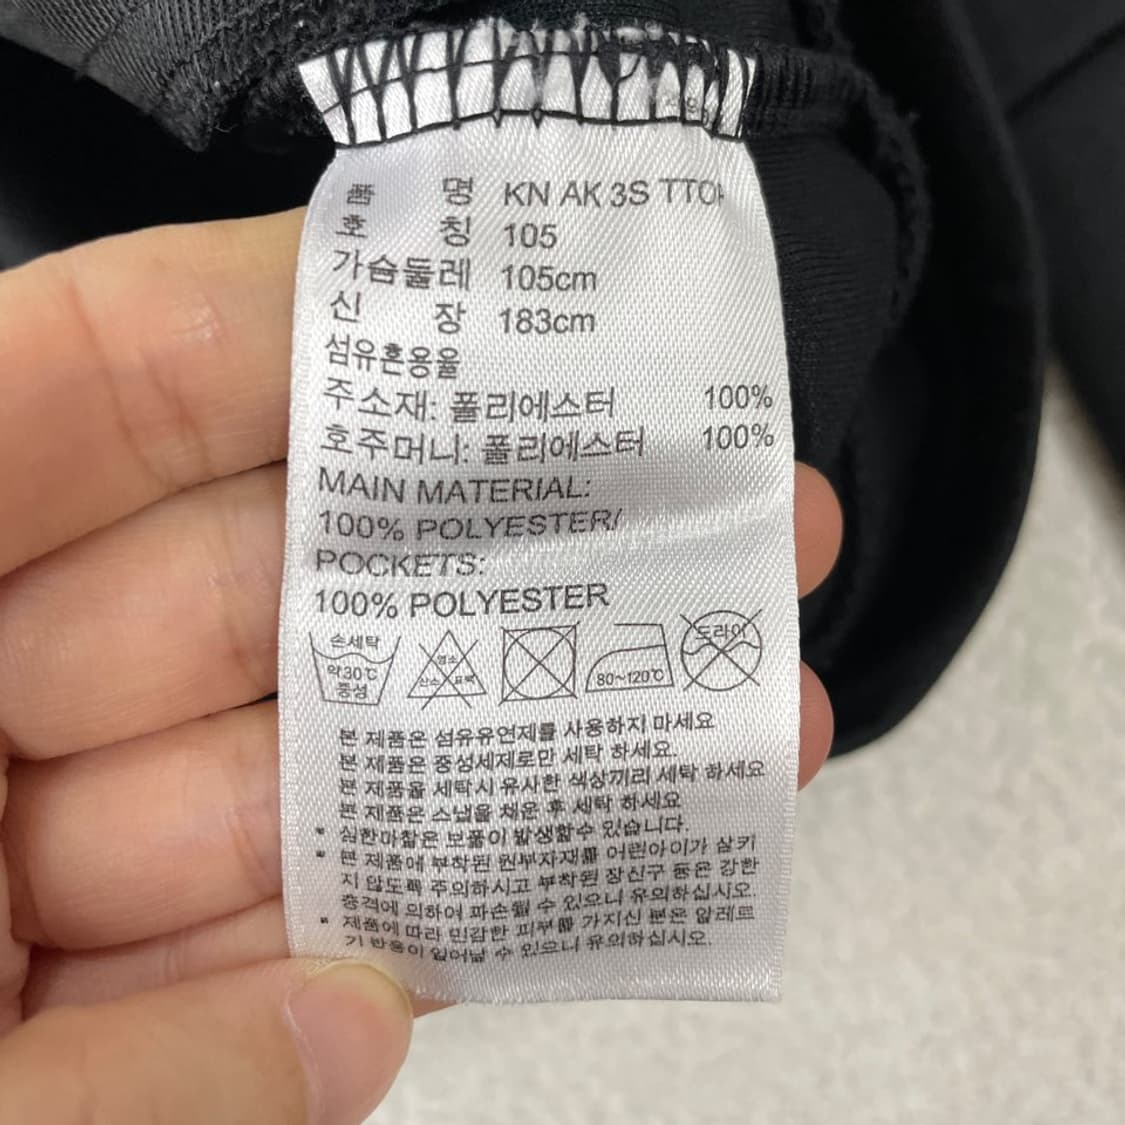 품 명 KN AK 3S TTOP
호 칭 105
가슴둘레 105cm
신 장 183cm
섬유혼용율
주소재: 폴리에스터 100%
호주머니: 폴리에스터 100%
MAIN MATERIAL:
100% POLYESTER/
POCKETS:
100% POLYESTER
손세탁
약30℃
중성
염소
산소 표백
80~120℃
드라이
본 제품은 섬유유연제를 사용하지 마세요
본 제품은 중성세제로만 세탁 하세요.
본 제품을 세탁시 유사한 색상끼리 세탁 하세요
본 제품은 스냅을 채운 후 세탁 하세요
* 심한마찰은 보풀이 발생할수 있습니다.
* 본 제품에 부착된 원부자재를 어린아이가 삼키
지 않도록 주의하시고 부착된 장신구 등은 강한
충격에 의하여 파손될 수 있으니 유의하십시오.
* 제품에 따라 민감한 피부를 가지신 분은 알레르
기 반응이 일어날 수 있으니 유의하십시오.